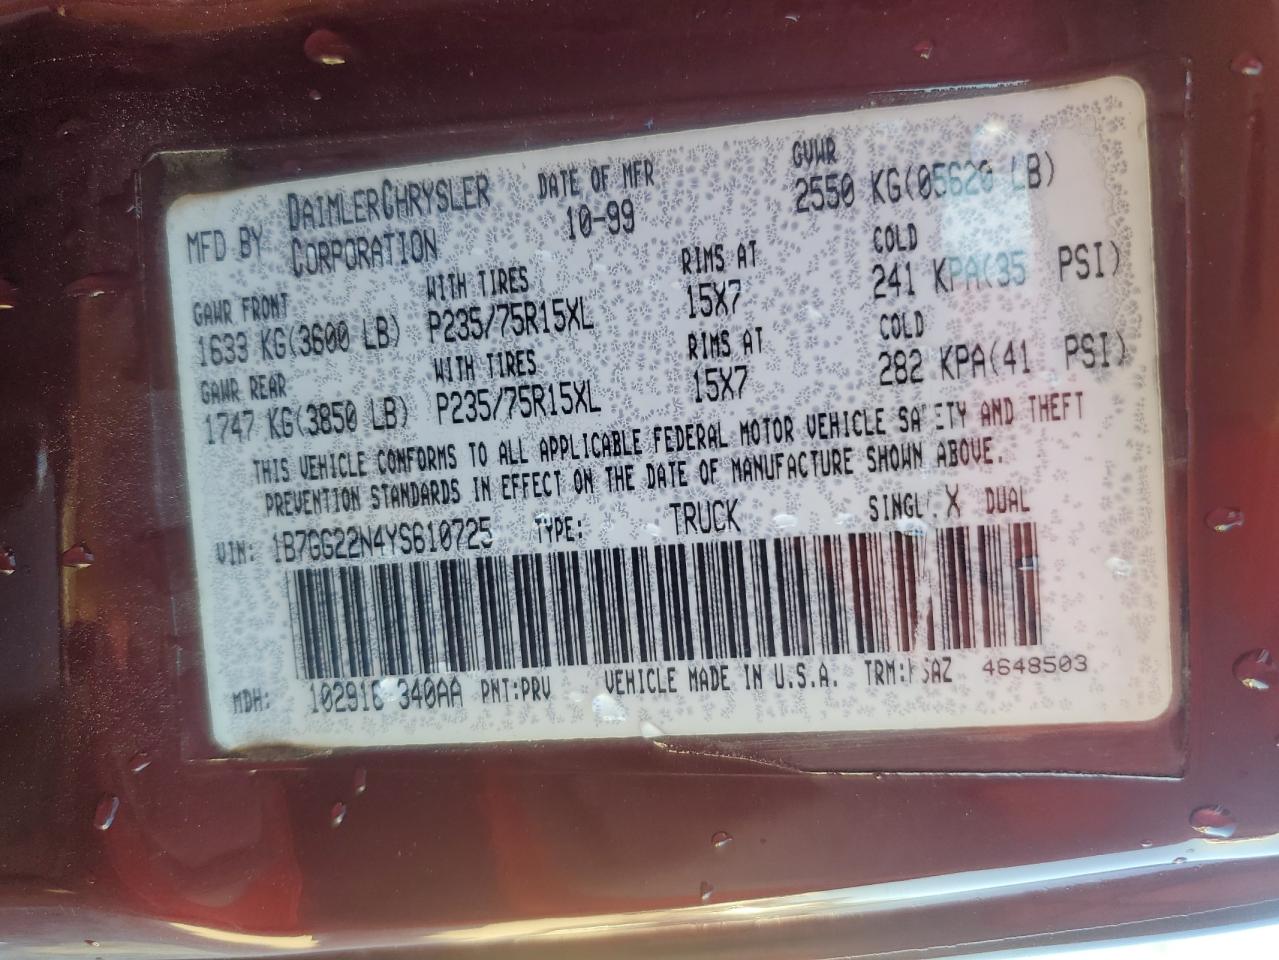 MFD BY DAIMLERCHRYSLER CORPORATION DATE OF MFR 10-99 GVWR 2550 KG(05620 LB)
GAWR FRONT WITH TIRES RIMS AT COLD
1633 KG(3600 LB) P235/75R15XL 15X7 241 KPA(35 PSI)
GAWR REAR WITH TIRES RIMS AT COLD
1747 KG(3850 LB) P235/75R15XL 15X7 282 KPA(41 PSI)
THIS VEHICLE CONFORMS TO ALL APPLICABLE FEDERAL MOTOR VEHICLE SAFETY AND THEFT
PREVENTION STANDARDS IN EFFECT ON THE DATE OF MANUFACTURE SHOWN ABOVE.
VIN: 1B7GG22N4YS610725 TYPE: TRUCK SINGLE X DUAL
MDH: 340AA PNT:PRV VEHICLE MADE IN U.S.A. TRM: 4648503